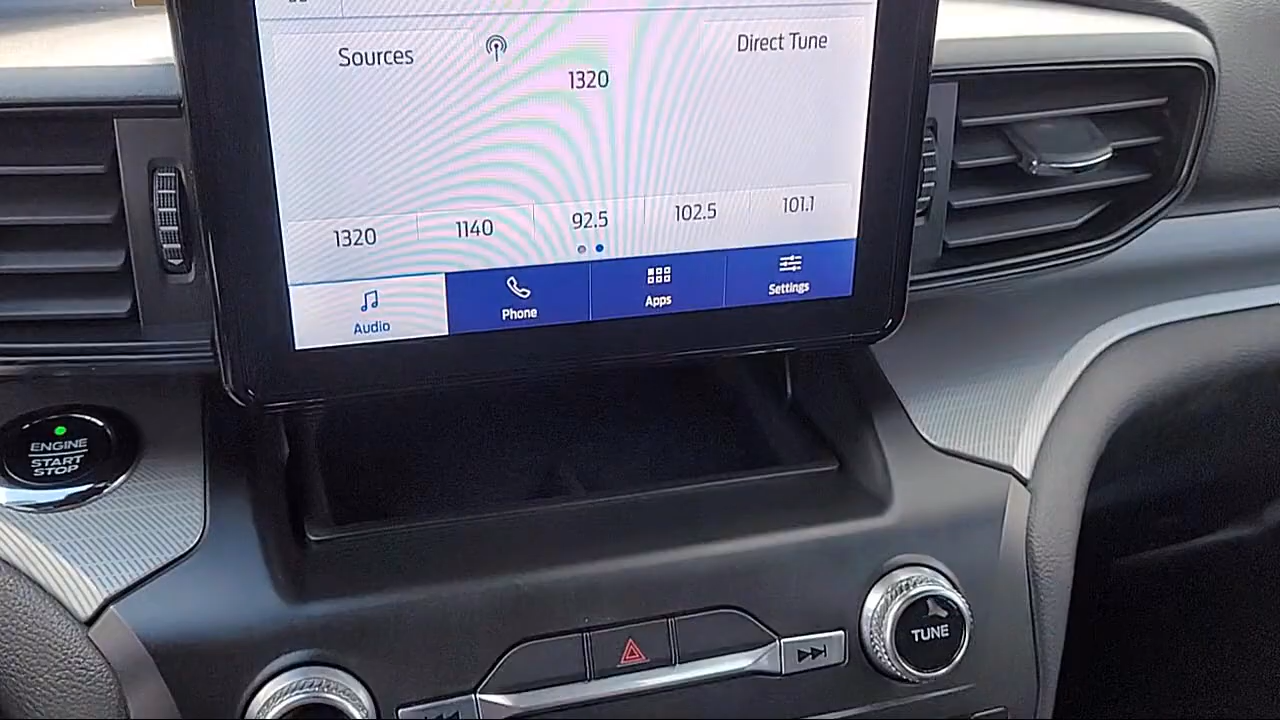 Sources
Direct Tune
1320
1320
1140
92.5
102.5
101.1
Audio
Phone
Apps
Settings
ENGINE
START
STOP
TUNE